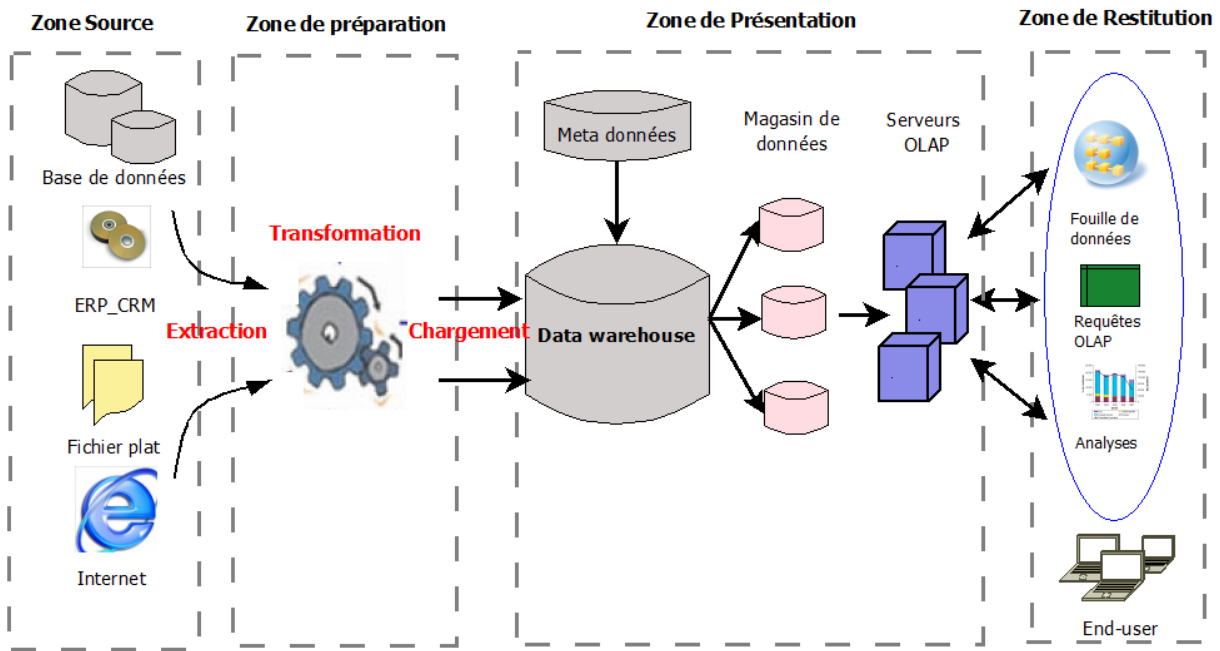 Zone Source
Zone de préparation
Zone de Présentation
Zone de Restitution
Base de données
ERP_CRM
Fichier plat
Internet
Transformation
Extraction
Chargement
Meta données
Data warehouse
Magasin de
données
Serveurs
OLAP
Fouille de
données
Requêtes
OLAP
Analyses
End-user